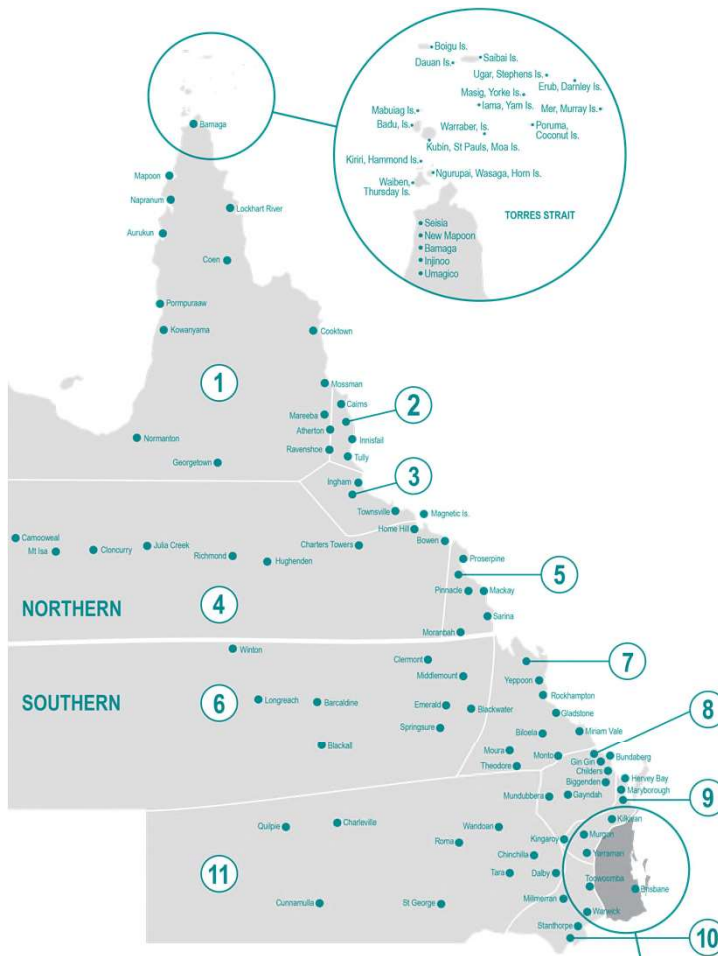 Boigu Is.
Dauan Is.
Saibai Is.
Ugar, Stephens Is.
Erub, Darnley Is.
Masig, Yorke Is.
Iama, Yam Is.
Mer, Murray Is.
Mabuiag Is.
Badu, Is.
Warraber, Is.
Poruma,
Coconut Is.
Kubin, St Pauls, Moa Is.
Kiriri, Hammond Is.
Ngurupai, Wasaga, Horn Is.
Waiben,
Thursday Is.
TORRES STRAIT
Seisia
New Mapoon
Bamaga
Injinoo
Umagico
Bamaga
Mapoon
Napranum
Lockhart River
Aurukun
Coen
Pormpuraaw
Kowanyama
Cooktown
1
Mossman
Cairns
2
Mareeba
Atherton
Innisfail
Normanton
Ravenshoe
Tully
Georgetown
Ingham
3
Townsville
Magnetic Is.
Home Hill
Camooweal
Mt Isa
Cloncurry
Julia Creek
Richmond
Hughenden
Charters Towers
Bowen
Proserpine
5
Pinnacle
Mackay
NORTHERN
4
Sarina
Moranbah
Winton
Clermont
7
Middlemount
Yeppoon
SOUTHERN
6
Longreach
Barcaldine
Emerald
Blackwater
Rockhampton
Gladstone
8
Springsure
Biloela
Miriam Vale
Blackall
Moura
Monto
Gin Gin
Bundaberg
Theodore
Childers
Hervey Bay
Biggenden
Maryborough
Mundubbera
Gayndah
9
Kilkivan
Quilpie
Charleville
Wandoan
Murgon
Roma
Kingaroy
Chinchilla
Yarraman
11
Tara
Dalby
Toowoomba
Brisbane
Cunnamulla
St George
Milmerran
Warwick
Stanthorpe
10